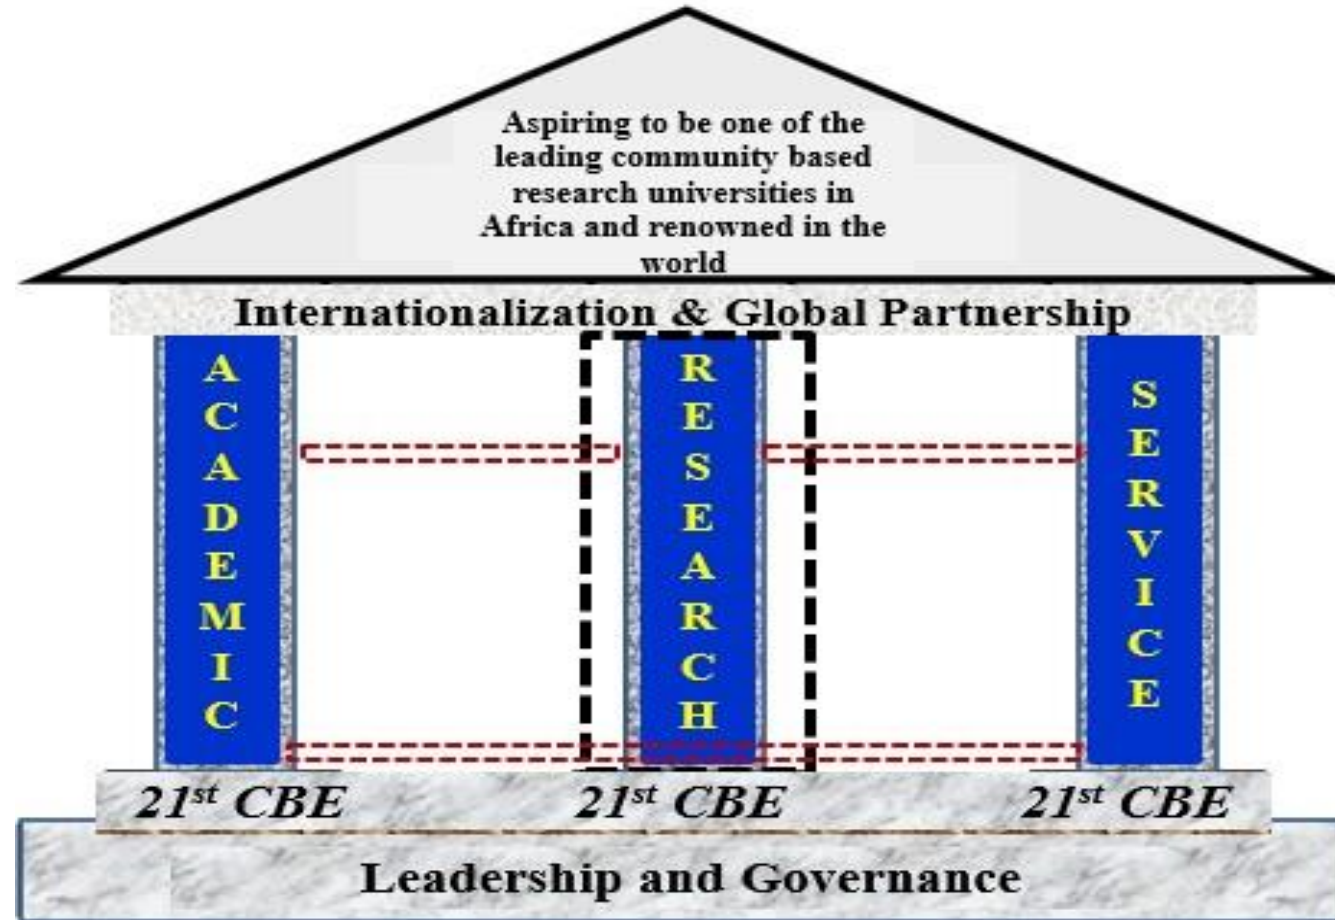 Aspiring to be one of the
leading community based
research universities in
Africa and renowned in the
world
Internationalization & Global Partnership
ACADEMIC
RESEARCH
SERVICE
21st CBE
21st CBE
21st CBE
Leadership and Governance